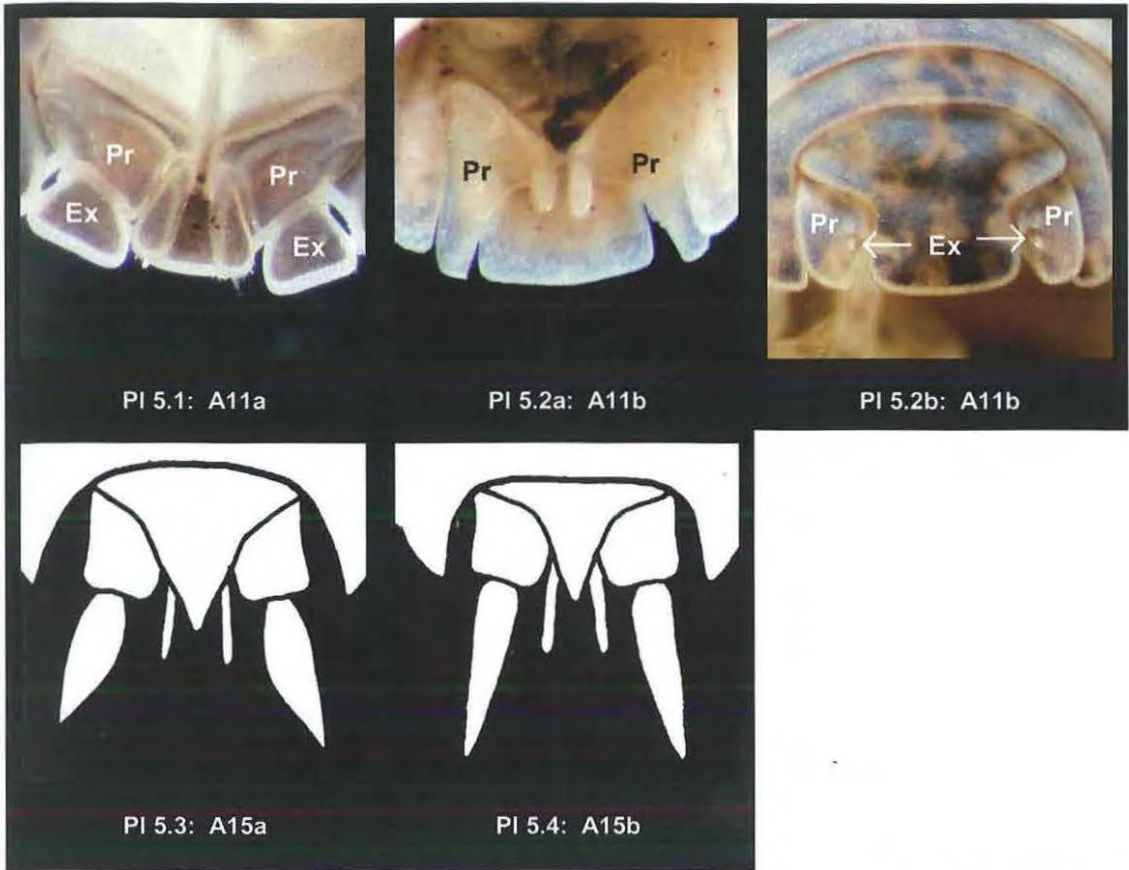 Pr
Pr
Ex
Ex
Pr
Pr
Pr
Ex
Pr
Pl 5.1: A11a
Pl 5.2a: A11b
Pl 5.2b: A11b
Pl 5.3: A15a
Pl 5.4: A15b